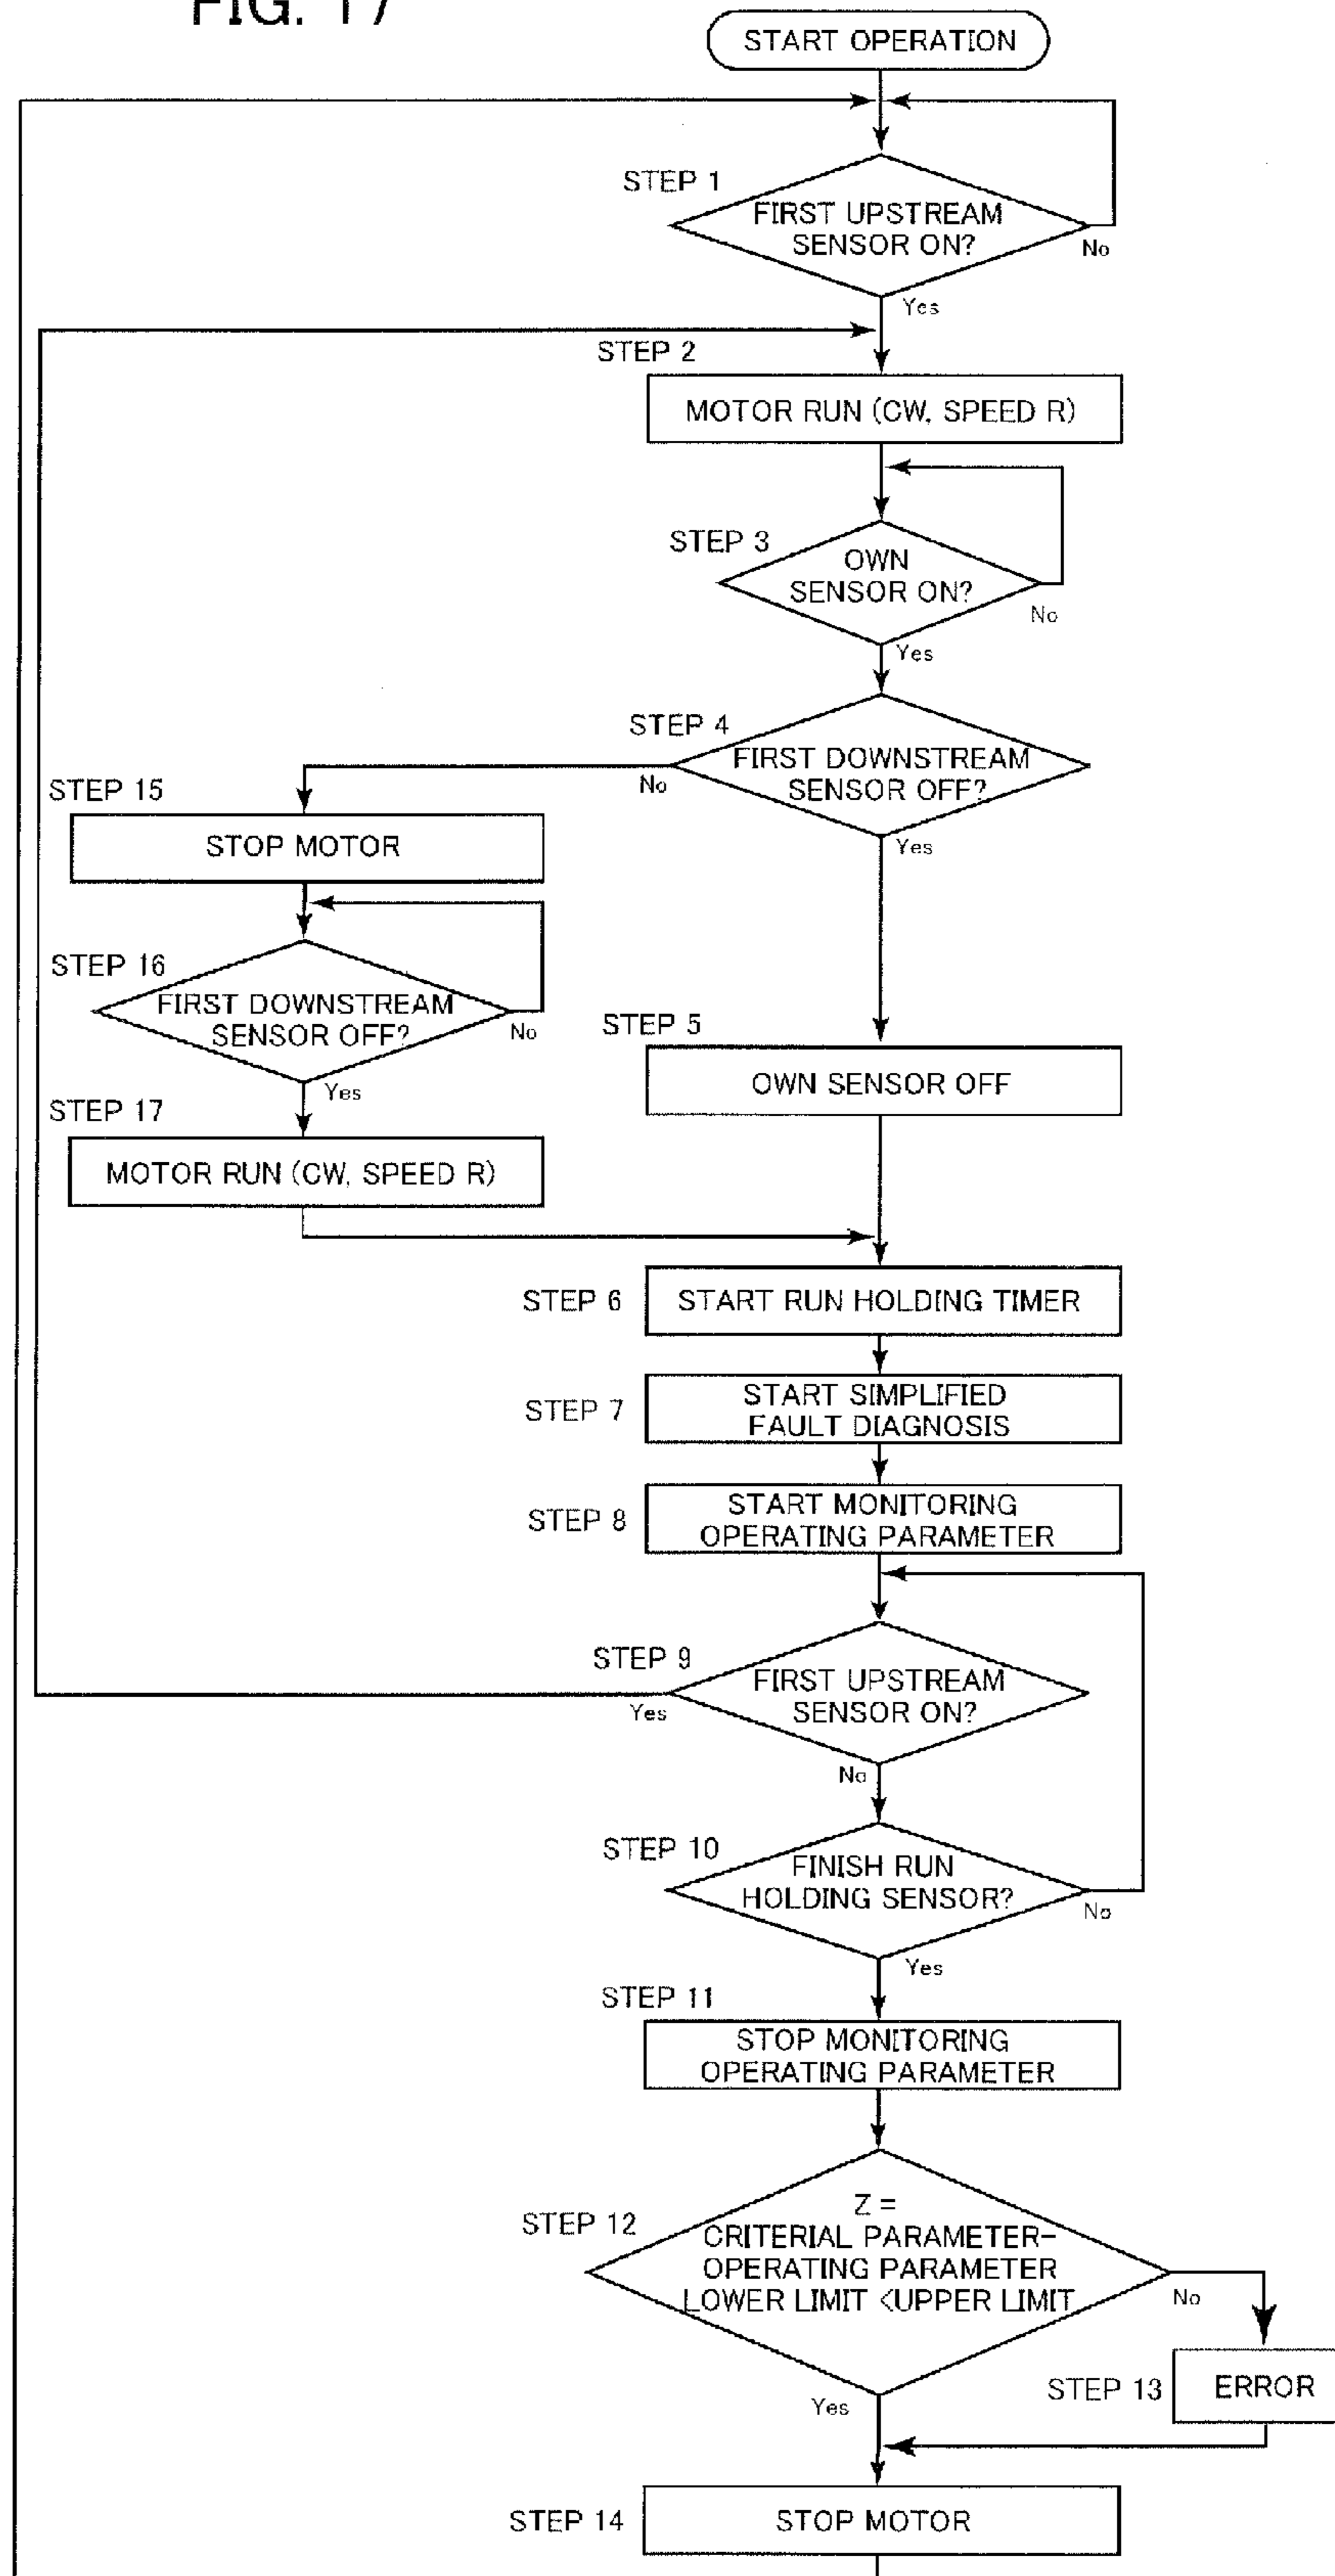 FIG. 17
START OPERATION
STEP 1
FIRST UPSTREAM
SENSOR ON?
No
Yes
STEP 2
MOTOR RUN (CW, SPEED R)
STEP 3
OWN
SENSOR ON?
No
Yes
STEP 4
FIRST DOWNSTREAM
SENSOR OFF?
No
Yes
STEP 15
STOP MOTOR
STEP 16
FIRST DOWNSTREAM
SENSOR OFF?
No
Yes
STEP 17
MOTOR RUN (CW, SPEED R)
STEP 5
OWN SENSOR OFF
STEP 6
START RUN HOLDING TIMER
STEP 7
START SIMPLIFIED
FAULT DIAGNOSIS
STEP 8
START MONITORING
OPERATING PARAMETER
STEP 9
FIRST UPSTREAM
SENSOR ON?
Yes
No
STEP 10
FINISH RUN
HOLDING SENSOR?
No
Yes
STEP 11
STOP MONITORING
OPERATING PARAMETER
STEP 12
Z =
CRITERIAL PARAMETER-
OPERATING PARAMETER
LOWER LIMIT <UPPER LIMIT
No
Yes
STEP 13
ERROR
STEP 14
STOP MOTOR